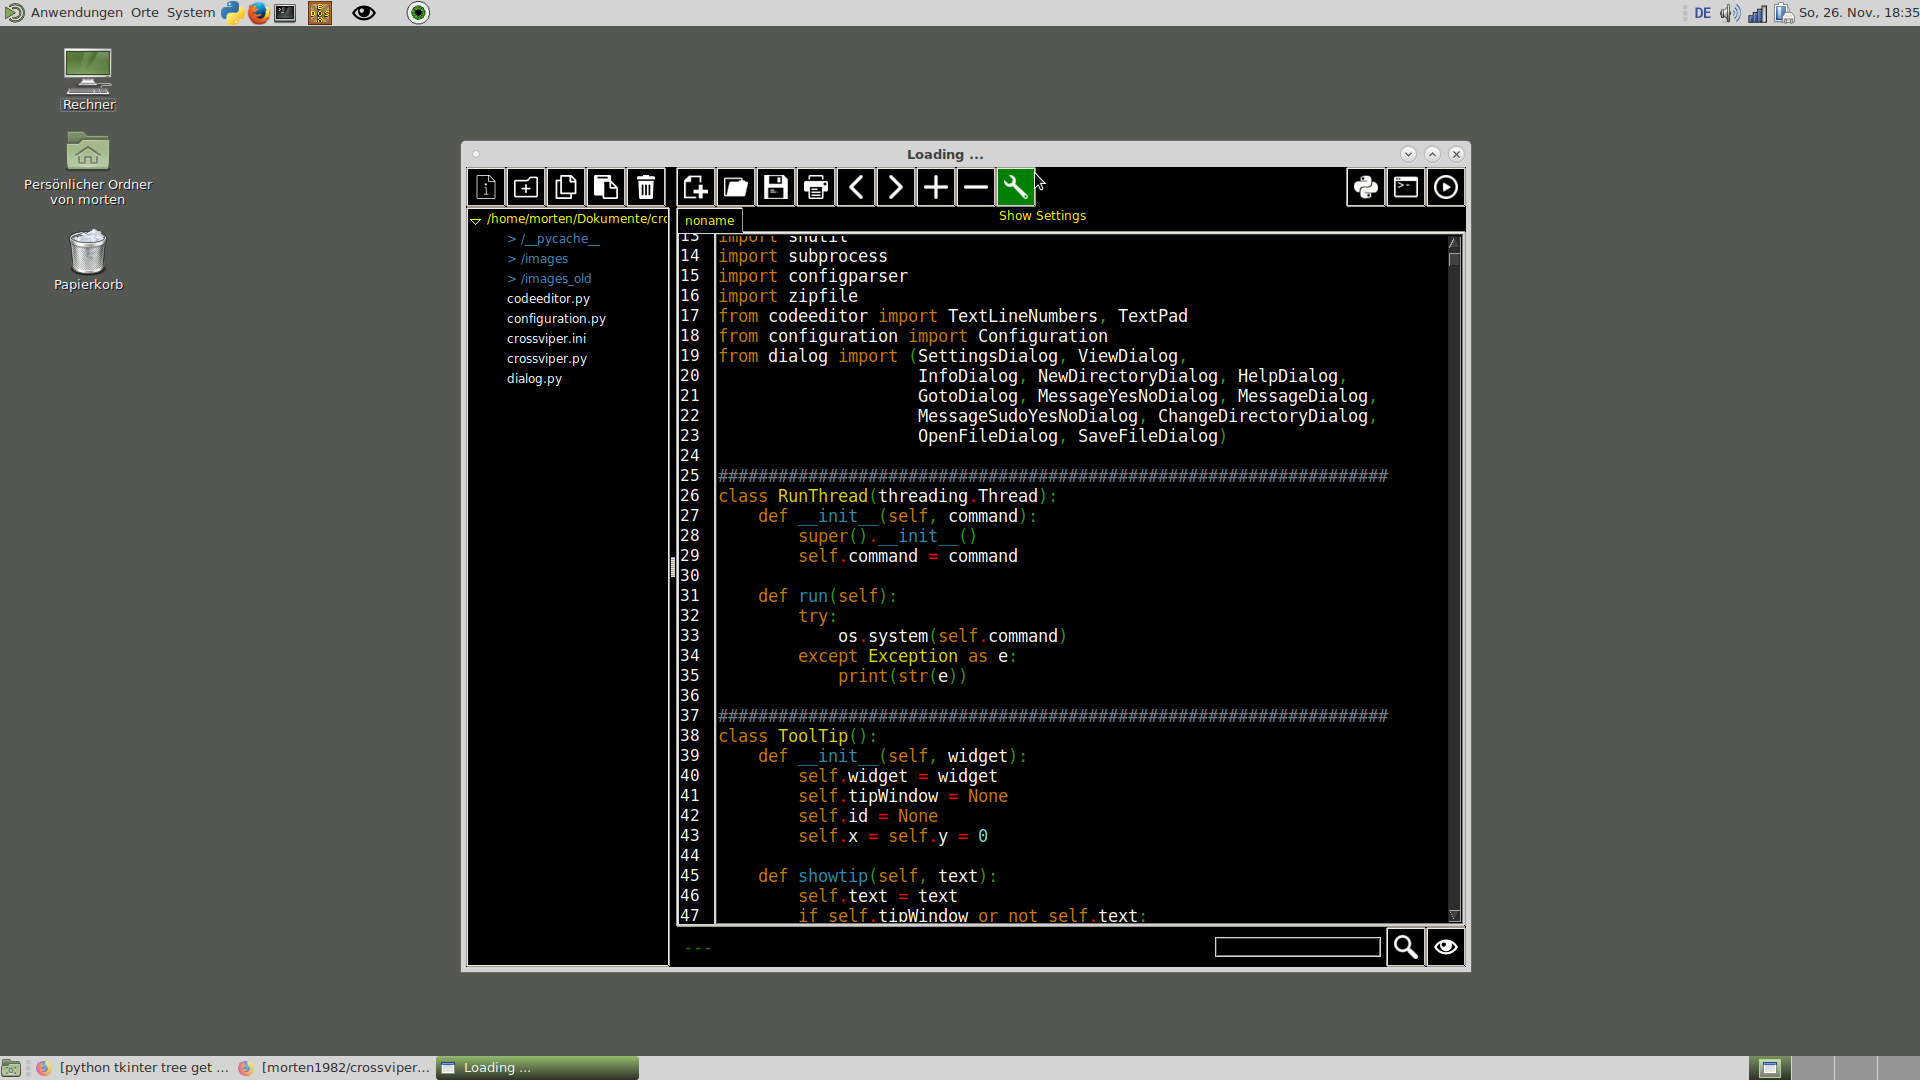 Anwendungen Orte System
DE So, 26. Nov., 18:35
Rechner
Persönlicher Ordner
von morten
Papierkorb
Loading ...
Show Settings
/home/morten/Dokumente/cro
> /__pycache__
> /images
> /images_old
codeeditor.py
configuration.py
crossviper.ini
crossviper.py
dialog.py
noname
13 import shutil
14 import subprocess
15 import configparser
16 import zipfile
17 from codeeditor import TextLineNumbers, TextPad
18 from configuration import Configuration
19 from dialog import (SettingsDialog, ViewDialog,
20                     InfoDialog, NewDirectoryDialog, HelpDialog,
21                     GotoDialog, MessageYesNoDialog, MessageDialog,
22                     MessageSudoYesNoDialog, ChangeDirectoryDialog,
23                     OpenFileDialog, SaveFileDialog)
24
25 ###################################################################
26 class RunThread(threading.Thread):
27     def __init__(self, command):
28         super().__init__()
29         self.command = command
30
31     def run(self):
32         try:
33             os.system(self.command)
34         except Exception as e:
35             print(str(e))
36
37 ###################################################################
38 class ToolTip():
39     def __init__(self, widget):
40         self.widget = widget
41         self.tipWindow = None
42         self.id = None
43         self.x = self.y = 0
44
45     def showtip(self, text):
46         self.text = text
47         if self.tipWindow or not self.text:
---
[python tkinter tree get ... [morten1982/crossviper... Loading ...